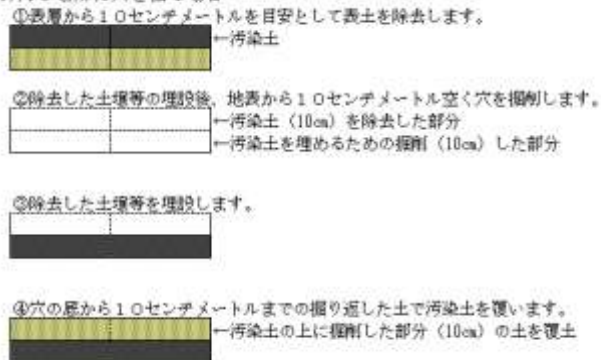 ①表層から10センチメートルを目安として表土を除去します。
←汚染土
②除去した土壌等の埋設後、地表から10センチメートル空く穴を掘削します。
←汚染土（10㎝）を除去した部分
←汚染土を埋めるための掘削（10㎝）した部分
③除去した土壌等を埋設します。
④穴の底から10センチメートルまでの掘り返した土で汚染土を覆います。
←汚染土の上に掘削した部分（10㎝）の土を覆土